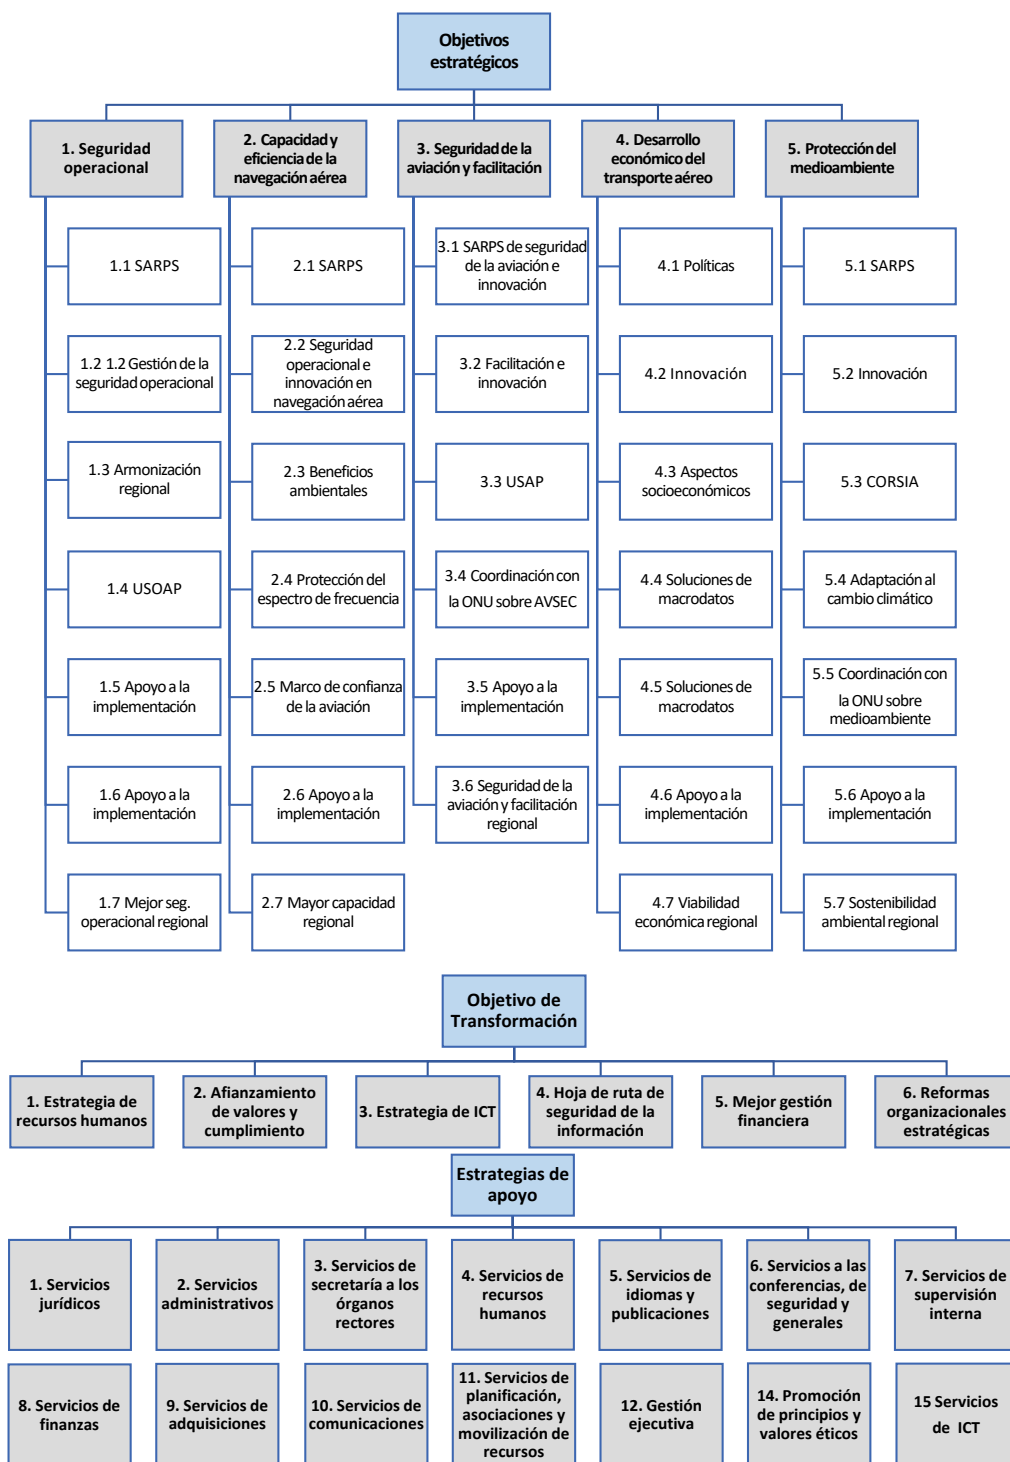 Objetivos
estratégicos
1. Seguridad
operacional
2. Capacidad y
eficiencia de la
navegación aérea
3. Seguridad de la
aviación y facilitación
4. Desarrollo
económico del
transporte aéreo
5. Protección del
medioambiente
1.1 SARPS
2.1 SARPS
3.1 SARPS de seguridad
de la aviación e
innovación
4.1 Políticas
5.1 SARPS
1.2 1.2 Gestión de la
seguridad operacional
2.2 Seguridad
operacional e
innovación en
navegación aérea
3.2 Facilitación e
innovación
4.2 Innovación
5.2 Innovación
1.3 Armonización
regional
2.3 Beneficios
ambientales
3.3 USAP
4.3 Aspectos
socioeconómicos
5.3 CORSIA
1.4 USOAP
2.4 Protección del
espectro de frecuencia
3.4 Coordinación con
la ONU sobre AVSEC
4.4 Soluciones de
macrodatos
5.4 Adaptación al
cambio climático
1.5 Apoyo a la
implementación
2.5 Marco de confianza
de la aviación
3.5 Apoyo a la
implementación
4.5 Soluciones de
macrodatos
5.5 Coordinación con
la ONU sobre
medioambiente
1.6 Apoyo a la
implementación
2.6 Apoyo a la
implementación
3.6 Seguridad de la
aviación y facilitación
regional
4.6 Apoyo a la
implementación
5.6 Apoyo a la
implementación
1.7 Mejor seg.
operacional regional
2.7 Mayor capacidad
regional
4.7 Viabilidad
económica regional
5.7 Sostenibilidad
ambiental regional
Objetivo de
Transformación
1. Estrategia de
recursos humanos
2. Afianzamiento
de valores y
cumplimiento
3. Estrategia de ICT
4. Hoja de ruta de
seguridad de la
información
5. Mejor gestión
financiera
6. Reformas
organizacionales
estratégicas
Estrategias de
apoyo
1. Servicios
jurídicos
2. Servicios
administrativos
3. Servicios de
secretaría a los
órganos
rectores
4. Servicios de
recursos
humanos
5. Servicios de
idiomas y
publicaciones
6. Servicios a las
conferencias, de
seguridad y
generales
7. Servicios de
supervisión
interna
8. Servicios de
finanzas
9. Servicios de
adquisiciones
10. Servicios de
comunicaciones
11. Servicios de
planificación,
asociaciones y
movilización de
recursos
12. Gestión
ejecutiva
14. Promoción
de principios y
valores éticos
15 Servicios
de ICT